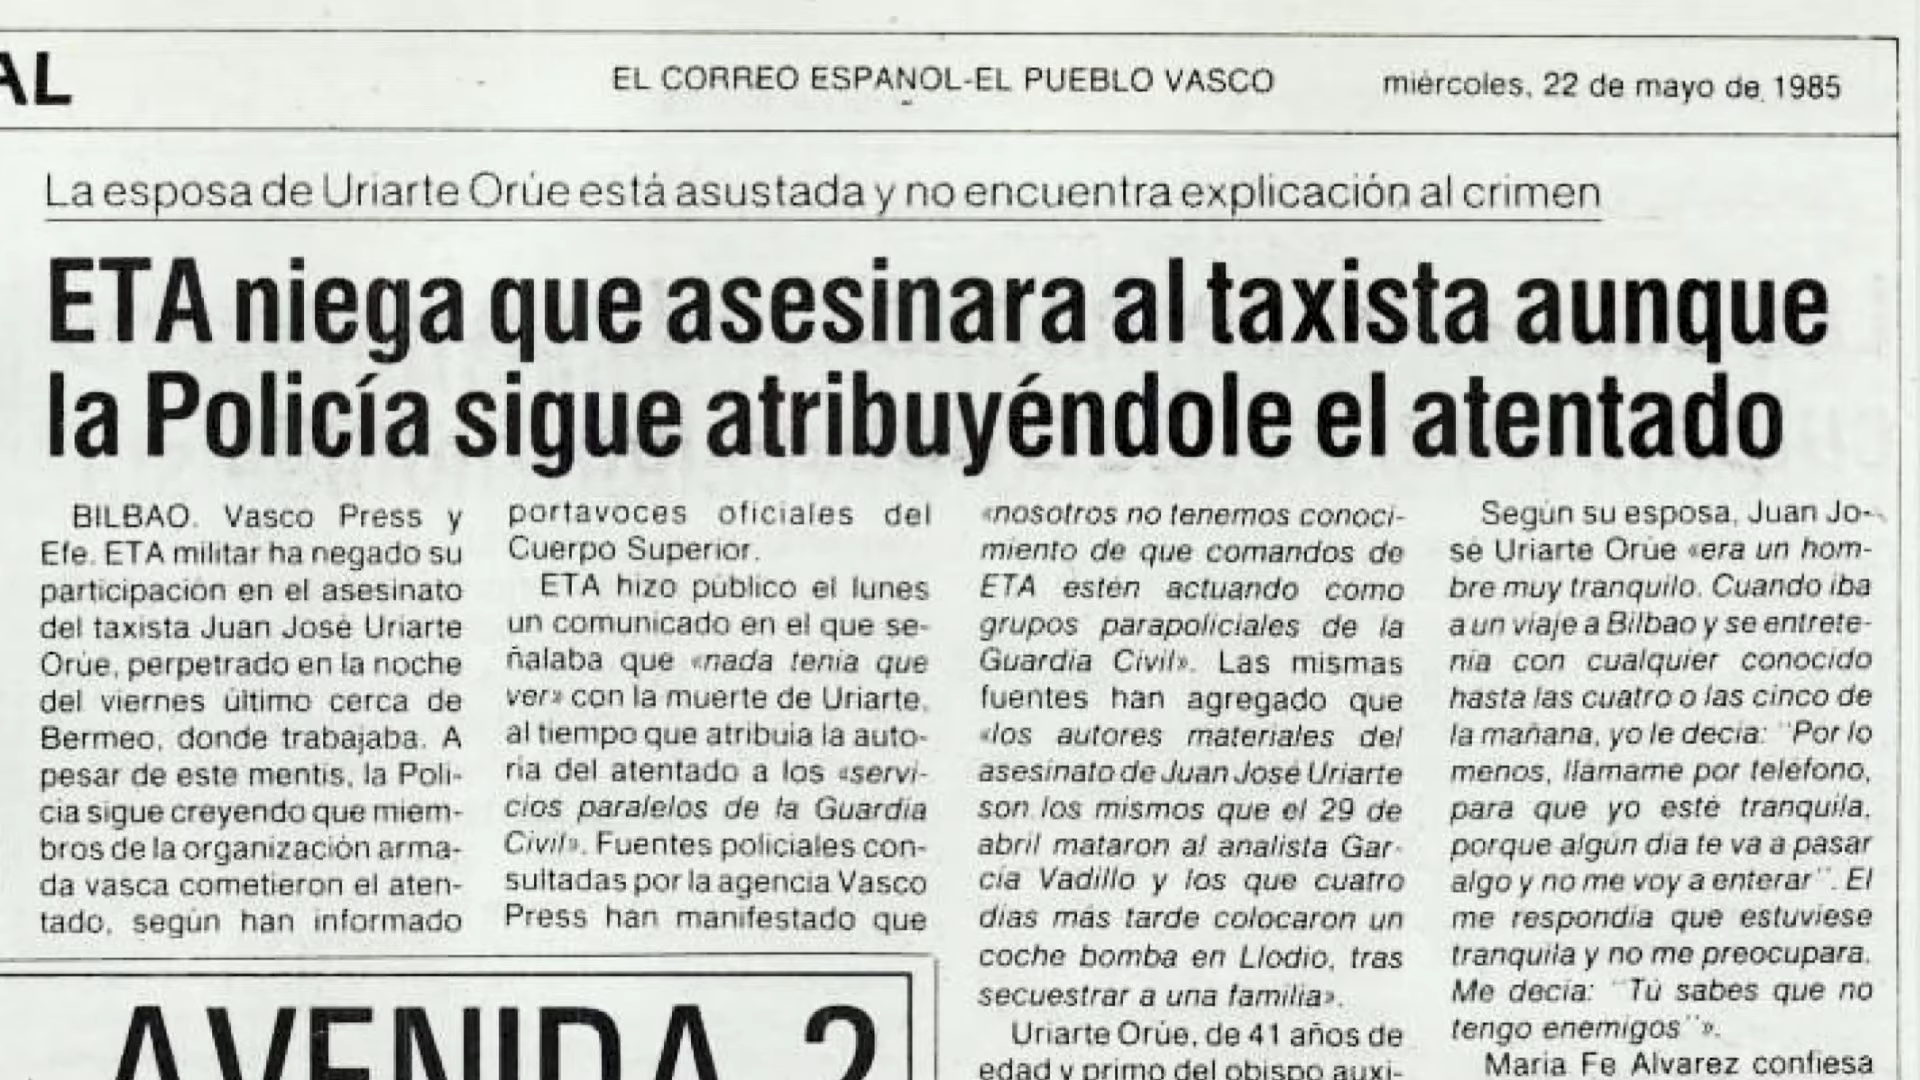 AL
EL CORREO ESPAÑOL-EL PUEBLO VASCO
miércoles, 22 de mayo de 1985
La esposa de Uriarte Orúe está asustada y no encuentra explicación al crimen
ETA niega que asesinara al taxista aunque
la Policía sigue atribuyéndole el atentado
BILBAO. Vasco Press y
Efe. ETA militar ha negado su
participación en el asesinato
del taxista Juan José Uriarte
Orúe, perpetrado en la noche
del viernes último cerca de
Bermeo, donde trabajaba. A
pesar de este mentís, la Poli-
cía sigue creyendo que miem-
bros de la organización arma-
da vasca cometieron el aten-
tado, según han informado
portavoces oficiales del
Cuerpo Superior.
ETA hizo público el lunes
un comunicado en el que se-
ñalaba que «nada tenía que
ver» con la muerte de Uriarte,
al tiempo que atribuía la auto-
ría del atentado a los «servi-
cios paralelos de la Guardia
Civil». Fuentes policiales con-
sultadas por la agencia Vasco
Press han manifestado que
«nosotros no tenemos conoci-
miento de que comandos de
ETA estén actuando como
grupos parapoliciales de la
Guardia Civil». Las mismas
fuentes han agregado que
«los autores materiales del
asesinato de Juan José Uriarte
son los mismos que el 29 de
abril mataron al analista Gar-
cía Vadillo y los que cuatro
días más tarde colocaron un
coche bomba en Llodio, tras
secuestrar a una familia».
Uriarte Orúe, de 41 años de
edad y primo del obispo auxi-
Según su esposa, Juan Jo-
sé Uriarte Orúe «era un hom-
bre muy tranquilo. Cuando iba
a un viaje a Bilbao y se entrete-
nía con cualquier conocido
hasta las cuatro o las cinco de
la mañana, yo le decía: "Por lo
menos, llámame por teléfono,
para que yo esté tranquila,
porque algún día te va a pasar
algo y no me voy a enterar". El
me respondía que estuviese
tranquila y no me preocupara.
Me decía: "Tú sabes que no
tengo enemigos"».
María Fe Alvarez confiesa
AVENIDA 2